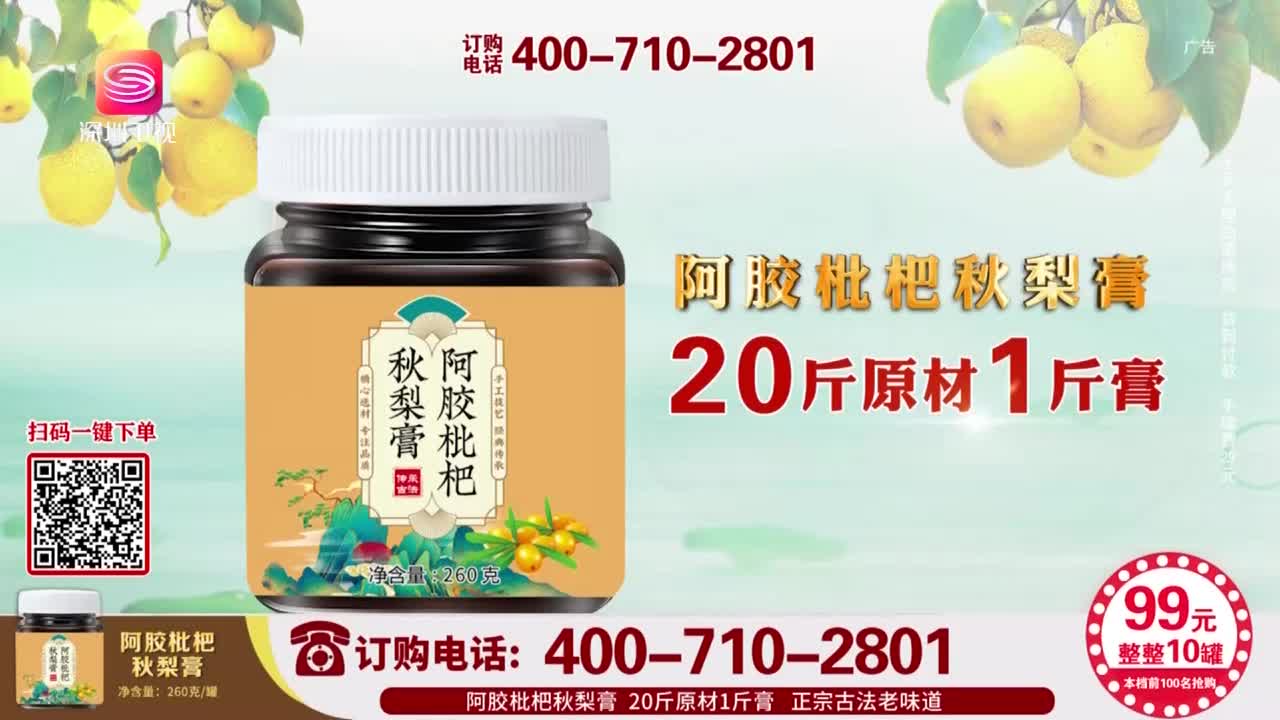 订购电话 400-710-2801
广告
深圳卫视
阿胶枇杷秋梨膏
20斤原材1斤膏
阿胶枇杷
秋梨膏
手工技艺 经典传承
精心选材 专注品质
净含量:260克
扫码一键下单
阿胶枇杷
秋梨膏
净含量：260克/罐
订购电话: 400-710-2801
阿胶枇杷秋梨膏 20斤原材1斤膏 正宗古法老味道
99元
整整10罐
本档前100名抢购